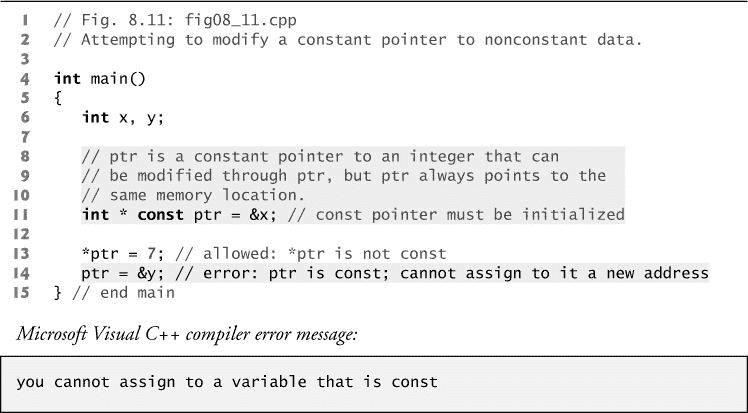 1 // Fig. 8.11: fig08_11.cpp
2 // Attempting to modify a constant pointer to nonconstant data.
3
4 int main()
5 {
6    int x, y;
7
8    // ptr is a constant pointer to an integer that can
9    // be modified through ptr, but ptr always points to the
10    // same memory location.
11    int * const ptr = &x; // const pointer must be initialized
12
13    *ptr = 7; // allowed: *ptr is not const
14    ptr = &y; // error: ptr is const; cannot assign to it a new address
15 } // end main
Microsoft Visual C++ compiler error message:
you cannot assign to a variable that is const